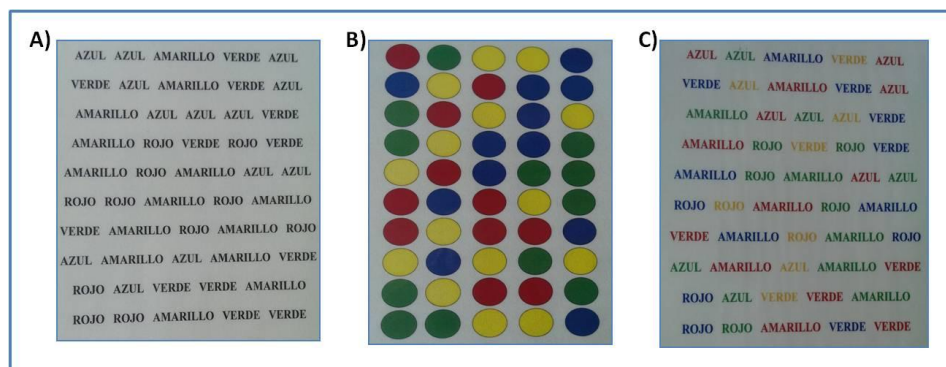 A)
AZUL AZUL AMARILLO VERDE AZUL
VERDE AZUL AMARILLO VERDE AZUL
AMARILLO AZUL AZUL AZUL VERDE
AMARILLO ROJO VERDE ROJO VERDE
AMARILLO ROJO AMARILLO AZUL AZUL
ROJO ROJO AMARILLO ROJO AMARILLO
VERDE AMARILLO ROJO AMARILLO ROJO
AZUL AMARILLO AZUL AMARILLO VERDE
ROJO AZUL VERDE VERDE AMARILLO
ROJO ROJO AMARILLO VERDE VERDE
B)
C)
AZUL AZUL AMARILLO VERDE AZUL
VERDE AZUL AMARILLO VERDE AZUL
AMARILLO AZUL AZUL AZUL VERDE
AMARILLO ROJO VERDE ROJO VERDE
AMARILLO ROJO AMARILLO AZUL AZUL
ROJO ROJO AMARILLO ROJO AMARILLO
VERDE AMARILLO ROJO AMARILLO ROJO
AZUL AMARILLO AZUL AMARILLO VERDE
ROJO AZUL VERDE VERDE AMARILLO
ROJO ROJO AMARILLO VERDE VERDE